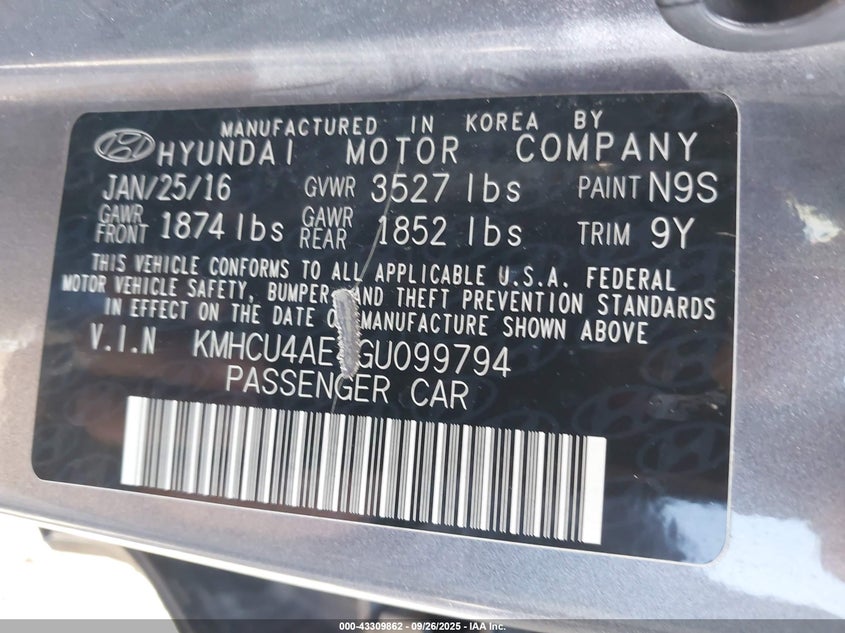 MANUFACTURED IN KOREA BY
HYUNDAI MOTOR COMPANY
JAN/25/16 GVWR 3527 lbs PAINT N9S
GAWR FRONT 1874 lbs GAWR REAR 1852 lbs TRIM 9Y
THIS VEHICLE CONFORMS TO ALL APPLICABLE U.S.A. FEDERAL
MOTOR VEHICLE SAFETY, BUMPER, AND THEFT PREVENTION STANDARDS
IN EFFECT ON THE DATE OF MANUFACTURE SHOWN ABOVE
V.I.N KMHCU4AE GU099794
PASSENGER CAR
000-43309862 - 09/26/2025 - IAA Inc.